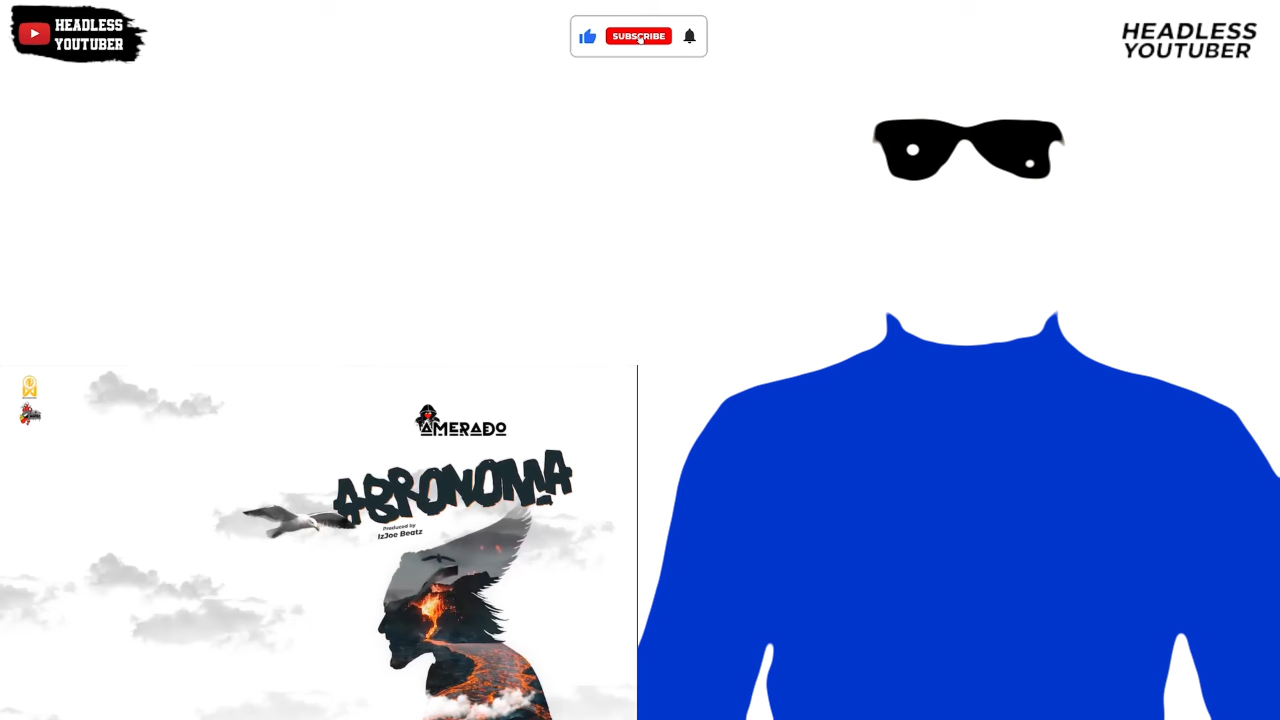 HEADLESS
YOUTUBER
SUBSCRIBE
HEADLESS
YOUTUBER
AMERADO
ABRONOMA
Produced by
IzJoe Beatz